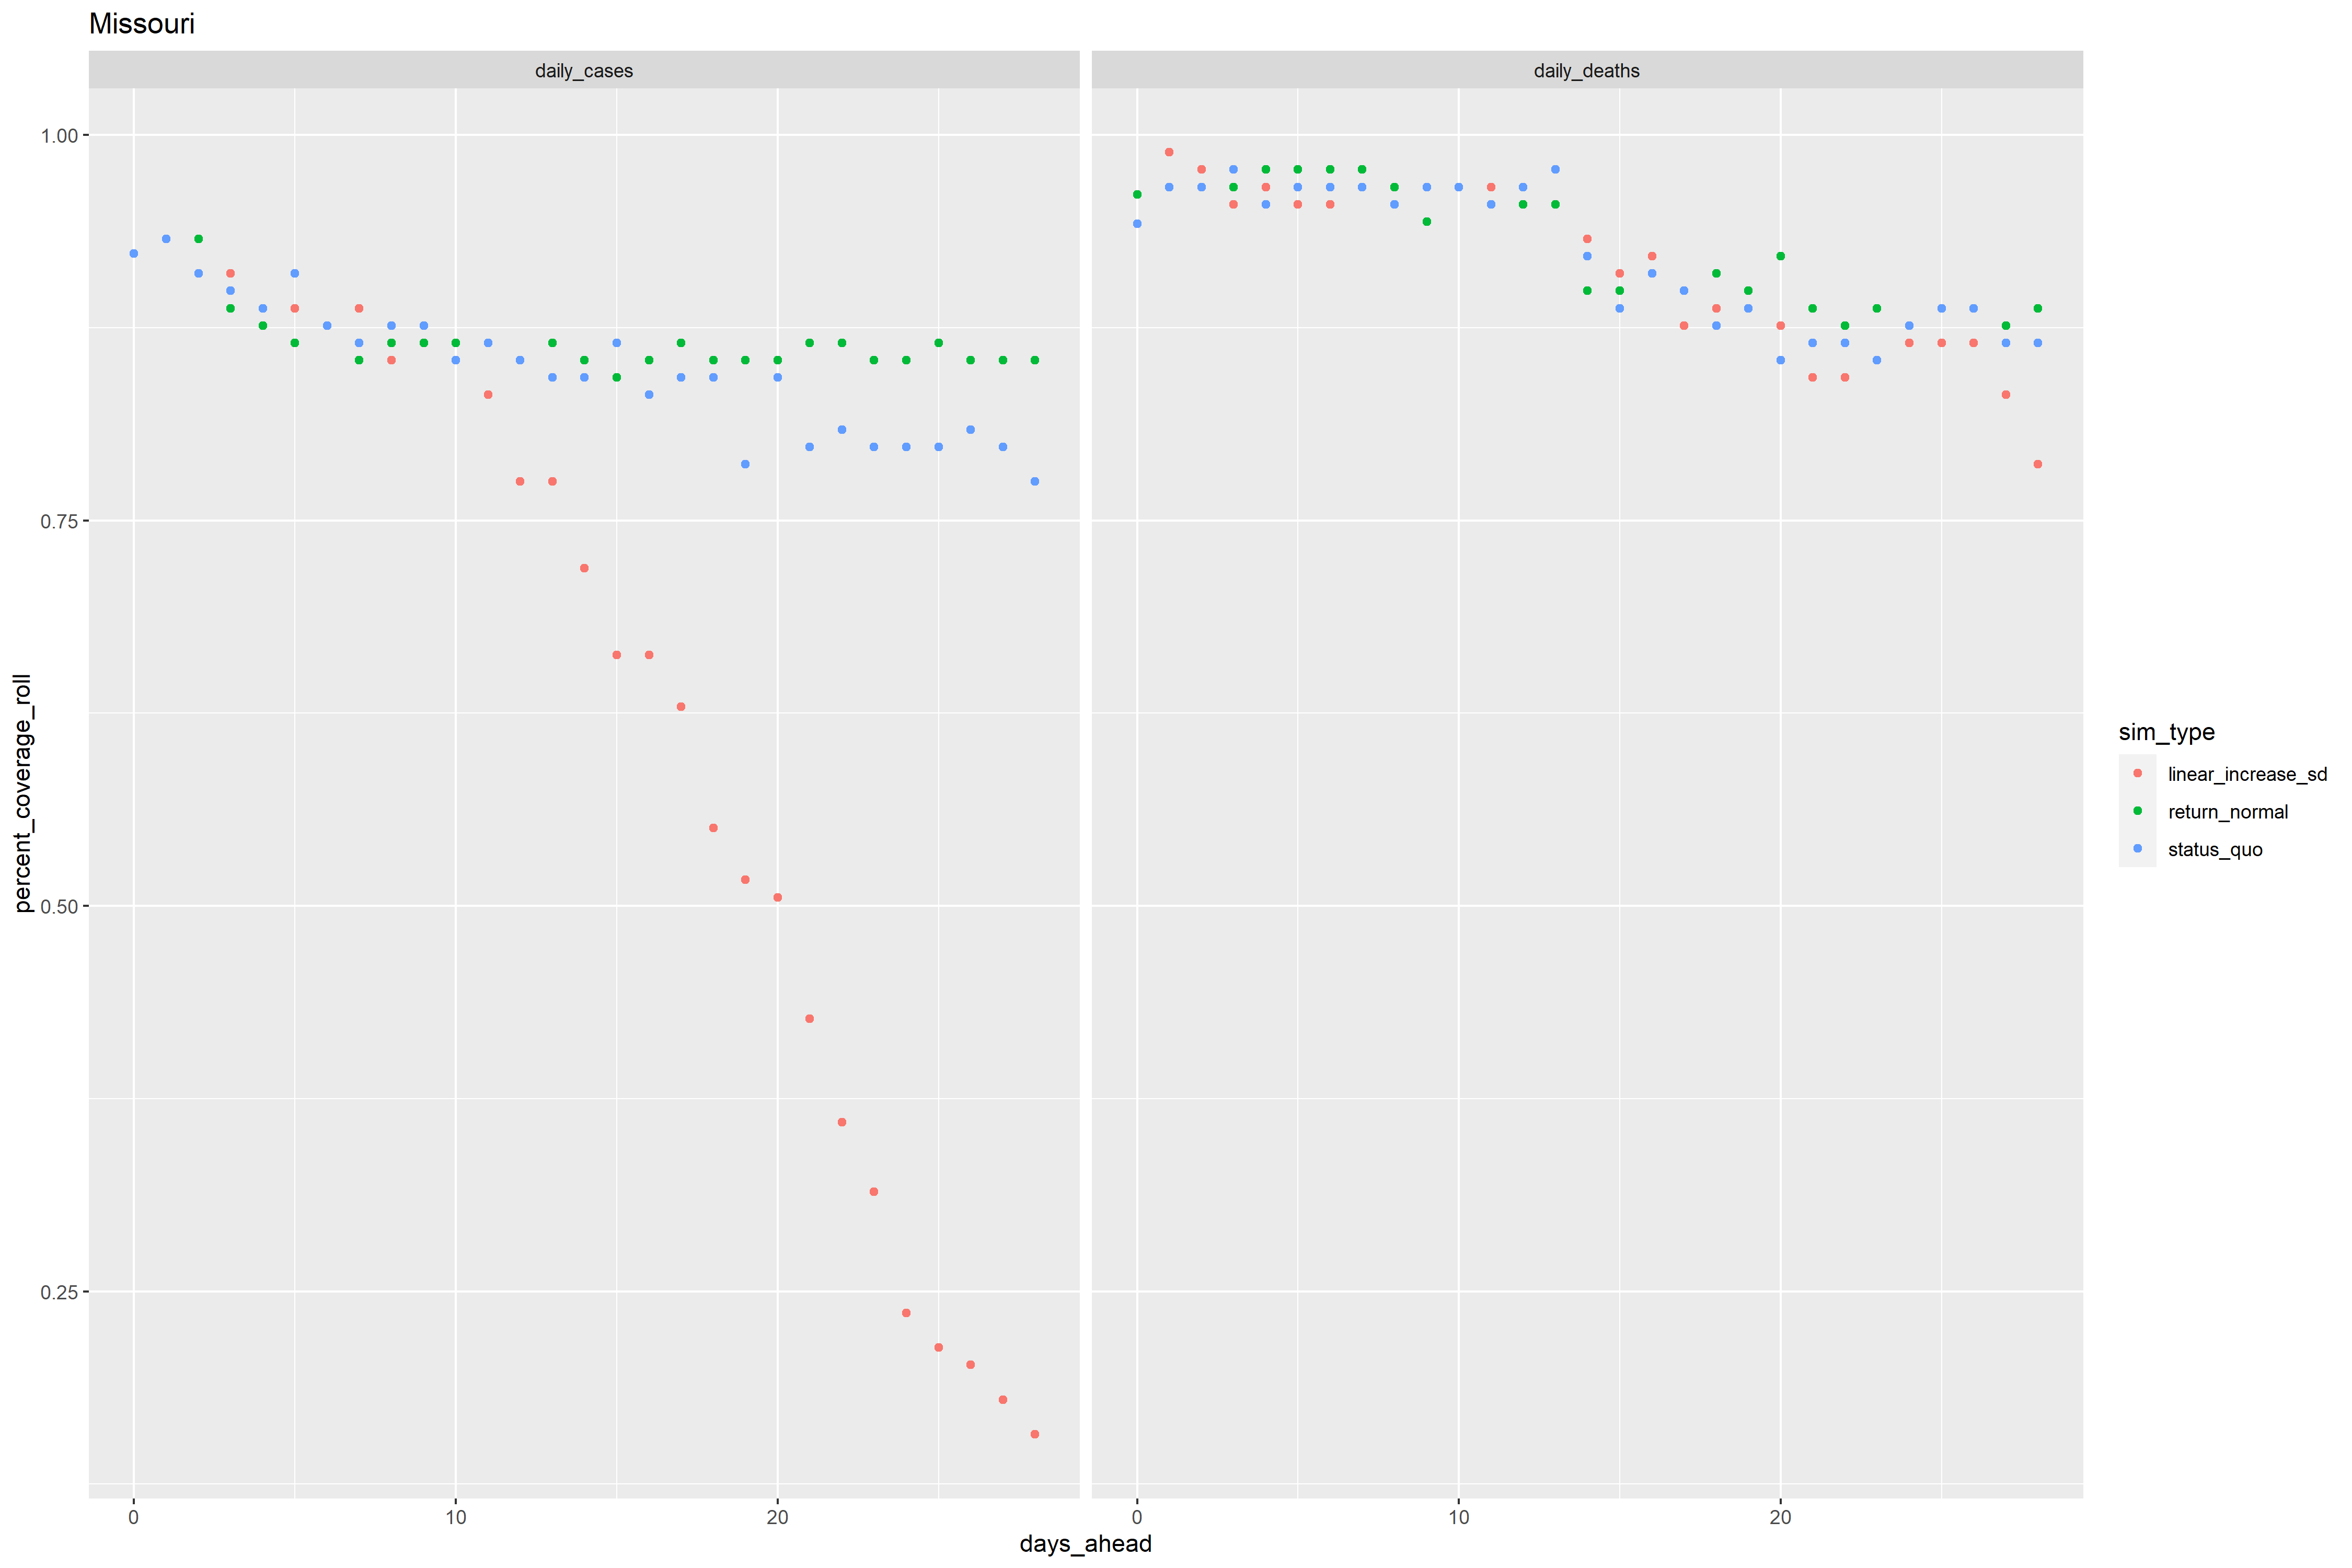 Missouri
daily_cases
daily_deaths
percent_coverage_roll
1.00
0.75
0.50
0.25
0
10
20
0
10
20
days_ahead
sim_type
linear_increase_sd
return_normal
status_quo